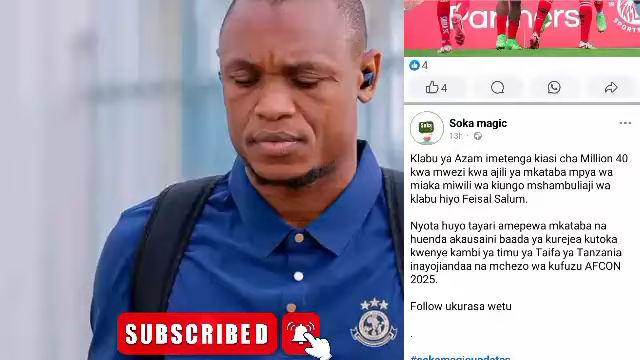 Partners
SPORTS
4
4
Soka magic
13h
Klabu ya Azam imetenga kiasi cha Million 40
kwa mwezi kwa ajili ya mkataba mpya wa
miaka miwili wa kiungo mshambuliaji wa
klabu hiyo Feisal Salum.
Nyota huyo tayari amepewa mkataba na
huenda akausaini baada ya kurejea kutoka
kwenye kambi ya timu ya Taifa ya Tanzania
inayojiandaa na mchezo wa kufuzu AFCON
2025.
Follow ukurasa wetu
.
#sokamagicupdates
SUBSCRIBED